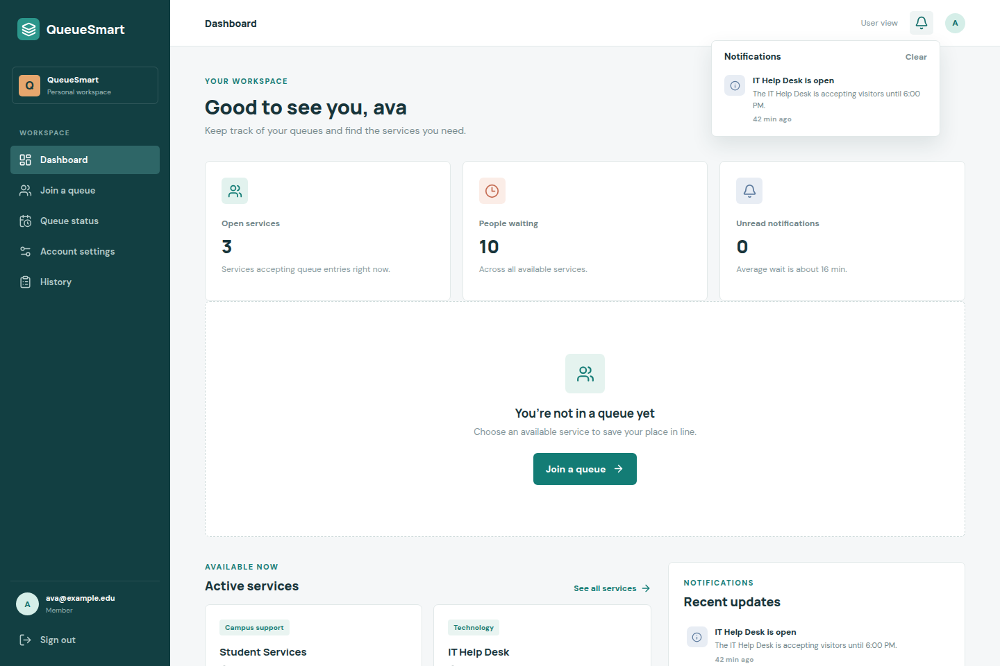 QueueSmart
Q
QueueSmart
Personal workspace
WORKSPACE
Dashboard
Join a queue
Queue status
Account settings
History
A
ava@example.edu
Member
Sign out
Dashboard
User view
A
Notifications
Clear
IT Help Desk is open
The IT Help Desk is accepting visitors until 6:00
PM.
42 min ago
YOUR WORKSPACE
Good to see you, ava
Keep track of your queues and find the services you need.
Open services
3
Services accepting queue entries right now.
People waiting
10
Across all available services.
Unread notifications
0
Average wait is about 16 min.
You're not in a queue yet
Choose an available service to save your place in line.
Join a queue
AVAILABLE NOW
Active services
See all services
Campus support
Student Services
Technology
IT Help Desk
NOTIFICATIONS
Recent updates
IT Help Desk is open
The IT Help Desk is accepting visitors until 6:00 PM.
42 min ago